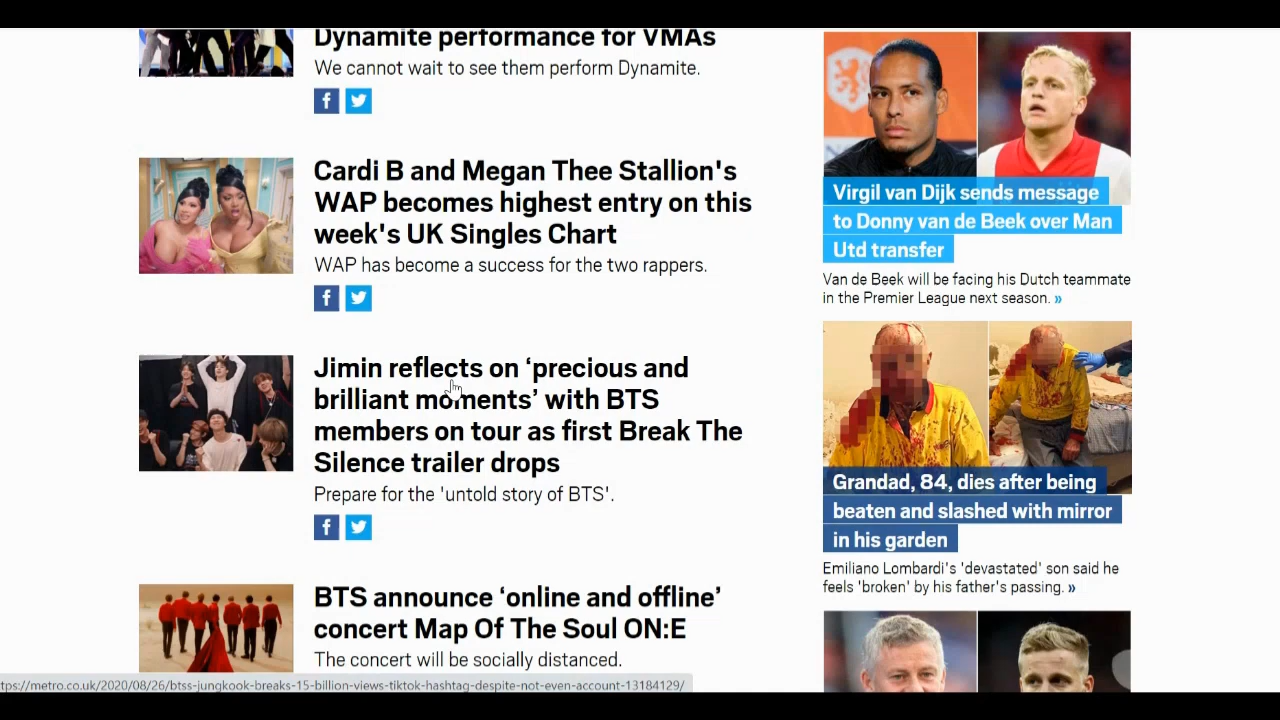 Dynamite performance for VMAs
We cannot wait to see them perform Dynamite.
Cardi B and Megan Thee Stallion's
WAP becomes highest entry on this
week's UK Singles Chart
WAP has become a success for the two rappers.
Jimin reflects on ‘precious and
brilliant moments’ with BTS
members on tour as first Break The
Silence trailer drops
Prepare for the 'untold story of BTS'.
BTS announce ‘online and offline’
concert Map Of The Soul ON:E
The concert will be socially distanced.
Virgil van Dijk sends message
to Donny van de Beek over Man
Utd transfer
Van de Beek will be facing his Dutch teammate
in the Premier League next season. »
Grandad, 84, dies after being
beaten and slashed with mirror
in his garden
Emiliano Lombardi's 'devastated' son said he
feels 'broken' by his father's passing. »
tps://metro.co.uk/2020/08/26/btss-jungkook-breaks-15-billion-views-tiktok-hashtag-despite-not-even-account-13184129/